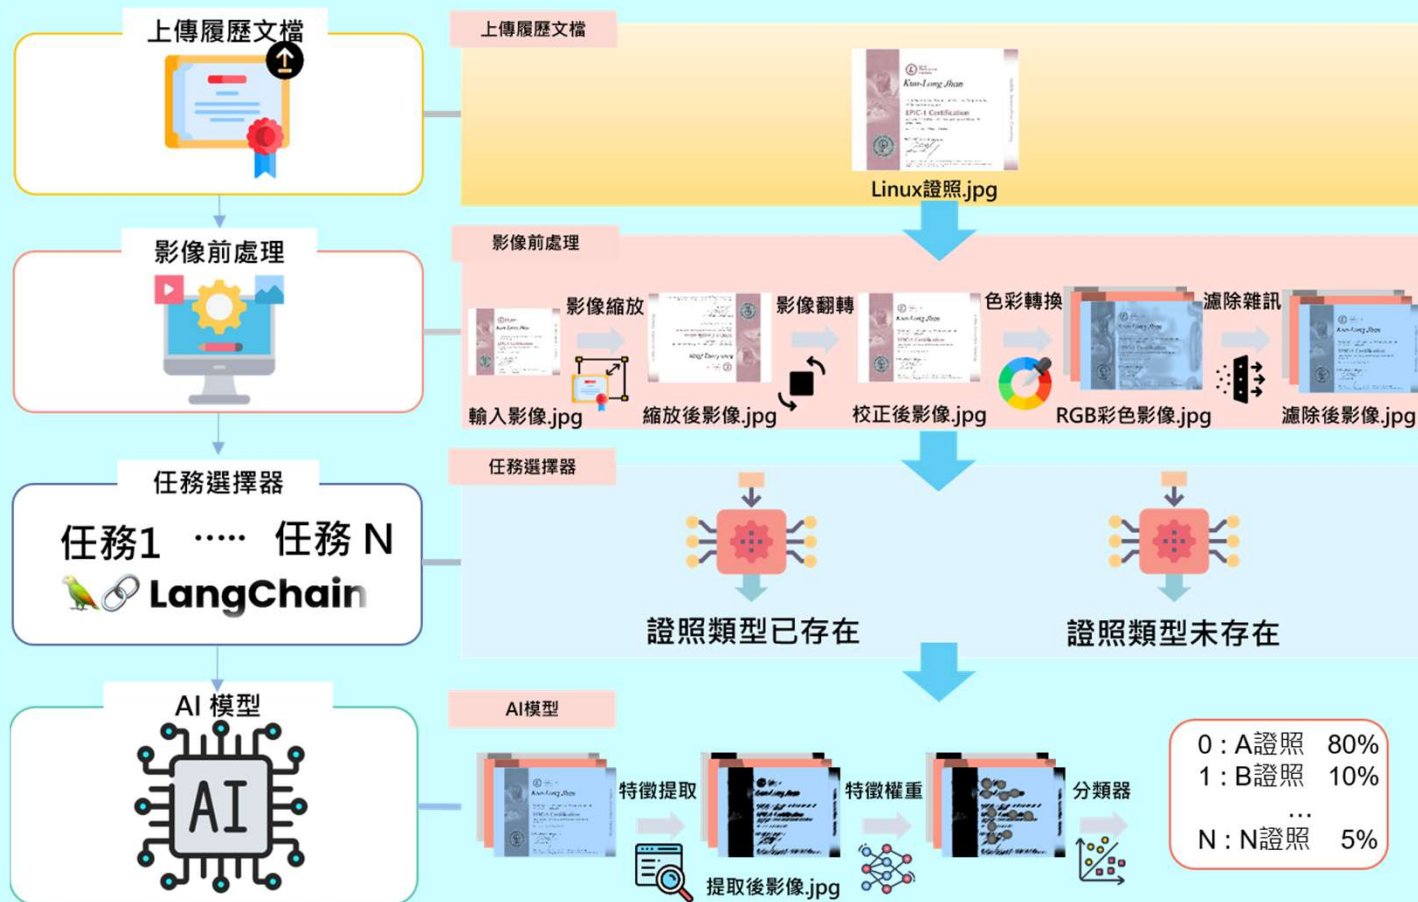 上傳履歷文檔
上傳履歷文檔
Kun-Long Jhan
LPIC-1 Certification
Linux證照.jpg
影像前處理
影像前處理
影像縮放
影像翻轉
色彩轉換
濾除雜訊
輸入影像.jpg
縮放後影像.jpg
校正後影像.jpg
RGB彩色影像.jpg
濾除後影像.jpg
任務選擇器
任務選擇器
任務1 ..... 任務 N
LangChain
證照類型已存在
證照類型未存在
AI 模型
AI模型
AI
特徵提取
特徵權重
分類器
提取後影像.jpg
0 : A證照 80%
1 : B證照 10%
...
N : N證照 5%